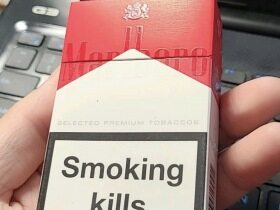 Marlboro
SELECTED PREMIUM TOBACCOS
Smoking
kills